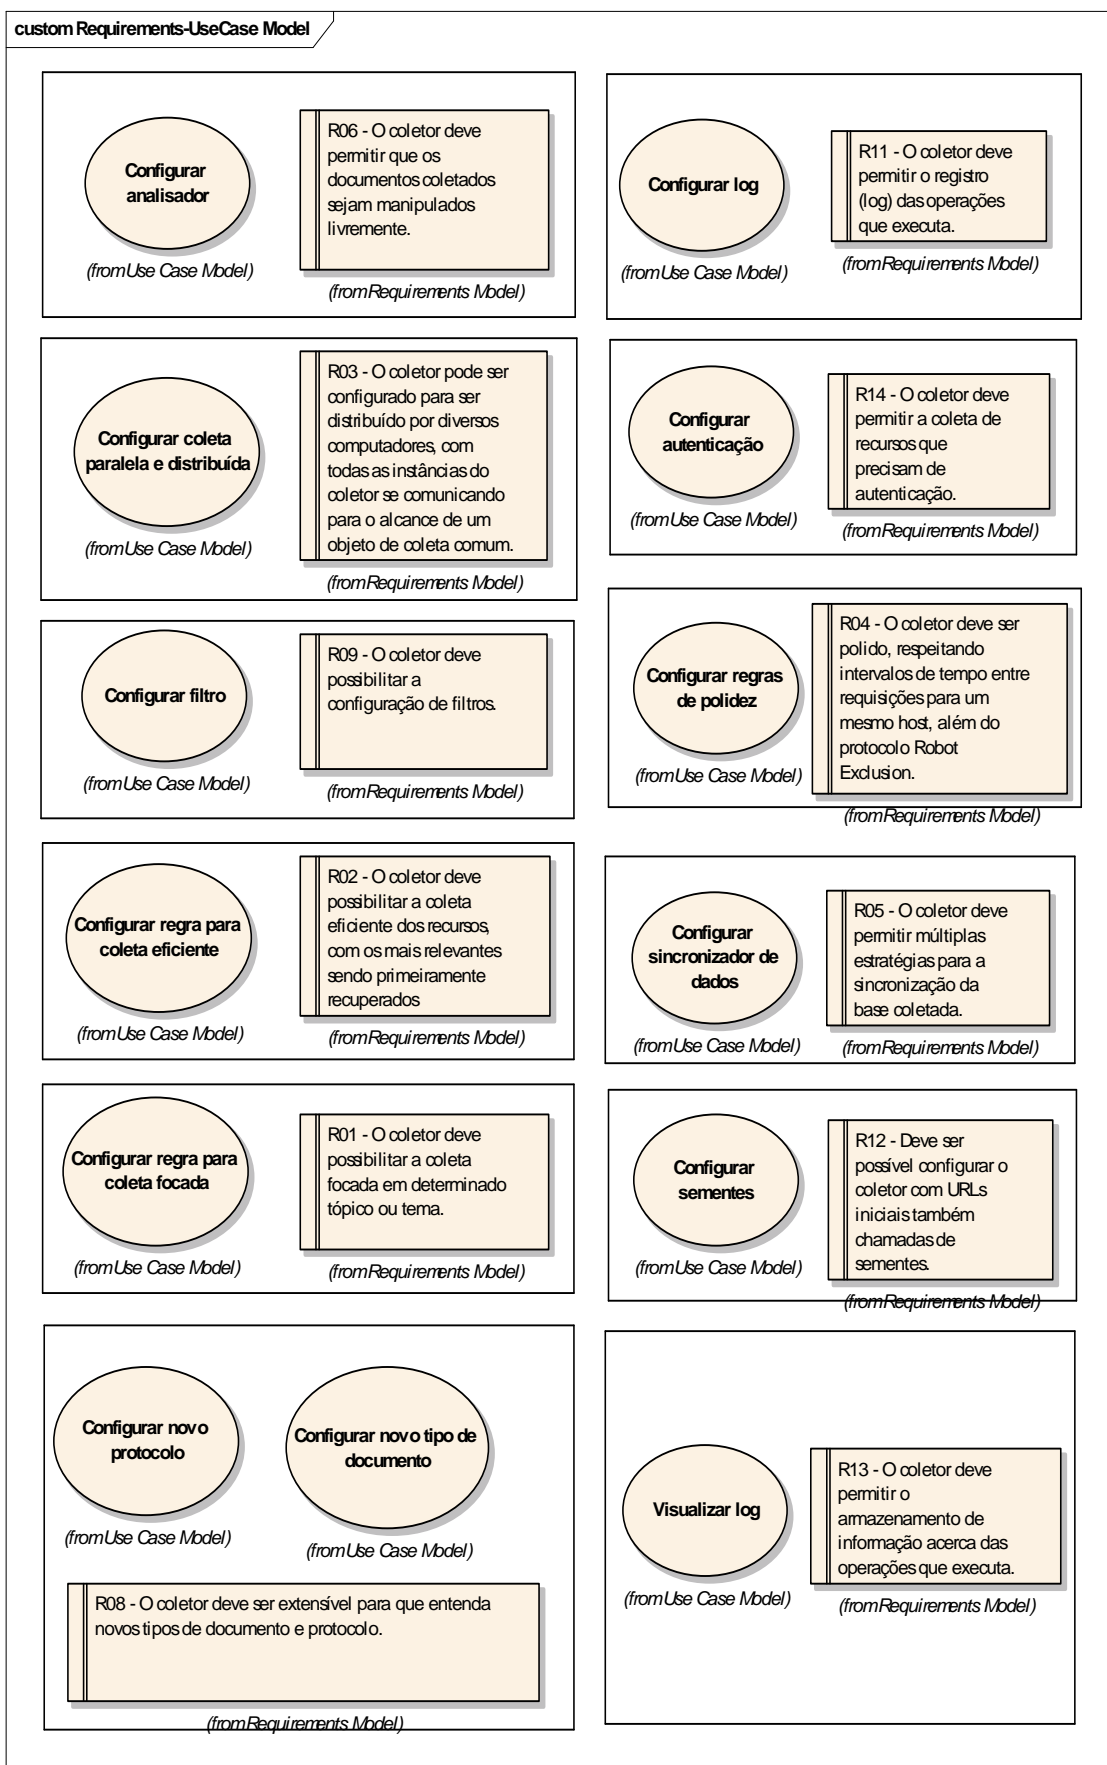 custom Requirements-UseCase Model
Configurar
analisador
(from Use Case Model)
R06 - O coletor deve
permitir que os
documentos coletados
sejam manipulados
livremente.
(from Requirements Model)
Configurar log
(from Use Case Model)
R11 - O coletor deve
permitir o registro
(log) das operações
que executa.
(from Requirements Model)
Configurar coleta
paralela e distribuída
(from Use Case Model)
R03 - O coletor pode ser
configurado para ser
distribuído por diversos
computadores, com
todas as instâncias do
coletor se comunicando
para o alcance de um
objeto de coleta comum.
(from Requirements Model)
Configurar
autenticação
(from Use Case Model)
R14 - O coletor deve
permitir a coleta de
recursos que
precisam de
autenticação.
(from Requirements Model)
Configurar filtro
(from Use Case Model)
R09 - O coletor deve
possibilitar a
configuração de filtros.
(from Requirements Model)
Configurar regras
de polidez
(from Use Case Model)
R04 - O coletor deve ser
polido, respeitando
intervalos de tempo entre
requisições para um
mesmo host, além do
protocolo Robot
Exclusion.
(from Requirements Model)
Configurar regra para
coleta eficiente
(from Use Case Model)
R02 - O coletor deve
possibilitar a coleta
eficiente dos recursos,
com os mais relevantes
sendo primeiramente
recuperados
(from Requirements Model)
Configurar
sincronizador de
dados
(from Use Case Model)
R05 - O coletor deve
permitir múltiplas
estratégias para a
sincronização da
base coletada.
(from Requirements Model)
Configurar regra para
coleta focada
(from Use Case Model)
R01 - O coletor deve
possibilitar a coleta
focada em determinado
tópico ou tema.
(from Requirements Model)
Configurar
sementes
(from Use Case Model)
R12 - Deve ser
possível configurar o
coletor com URLs
iniciais também
chamadas de
sementes.
(from Requirements Model)
Configurar novo
protocolo
(from Use Case Model)
Configurar novo tipo de
documento
(from Use Case Model)
R08 - O coletor deve ser extensível para que entenda
novos tipos de documento e protocolo.
(from Requirements Model)
Visualizar log
(from Use Case Model)
R13 - O coletor deve
permitir o
armazenamento de
informação acerca das
operações que executa.
(from Requirements Model)